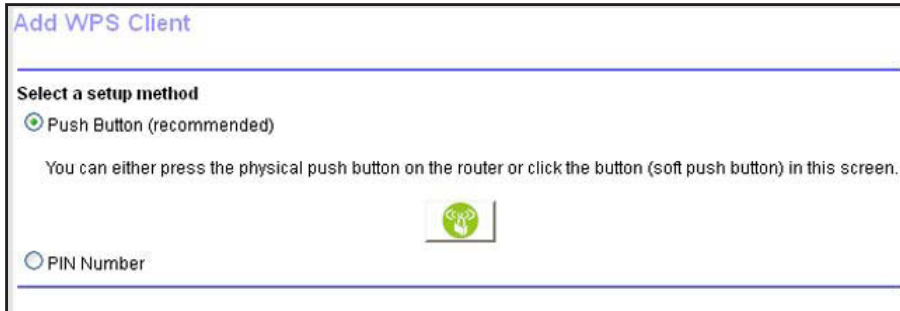 Add WPS Client
Select a setup method
Push Button (recommended)
You can either press the physical push button on the router or click the button (soft push button) in this screen.
PIN Number